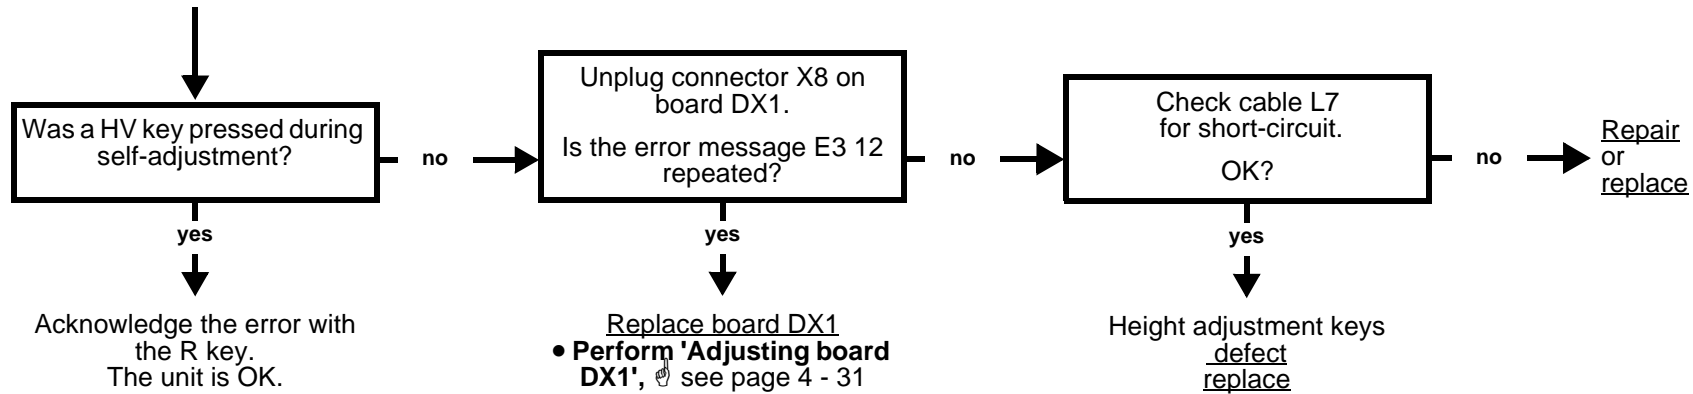 Was a HV key pressed during
self-adjustment?
no
yes
Acknowledge the error with
the R key.
The unit is OK.
Unplug connector X8 on
board DX1.
Is the error message E3 12
repeated?
no
yes
Replace board DX1
• Perform 'Adjusting board
DX1', ☝ see page 4 - 31
Check cable L7
for short-circuit.
OK?
no
yes
Height adjustment keys
defect
replace
Repair
or
replace